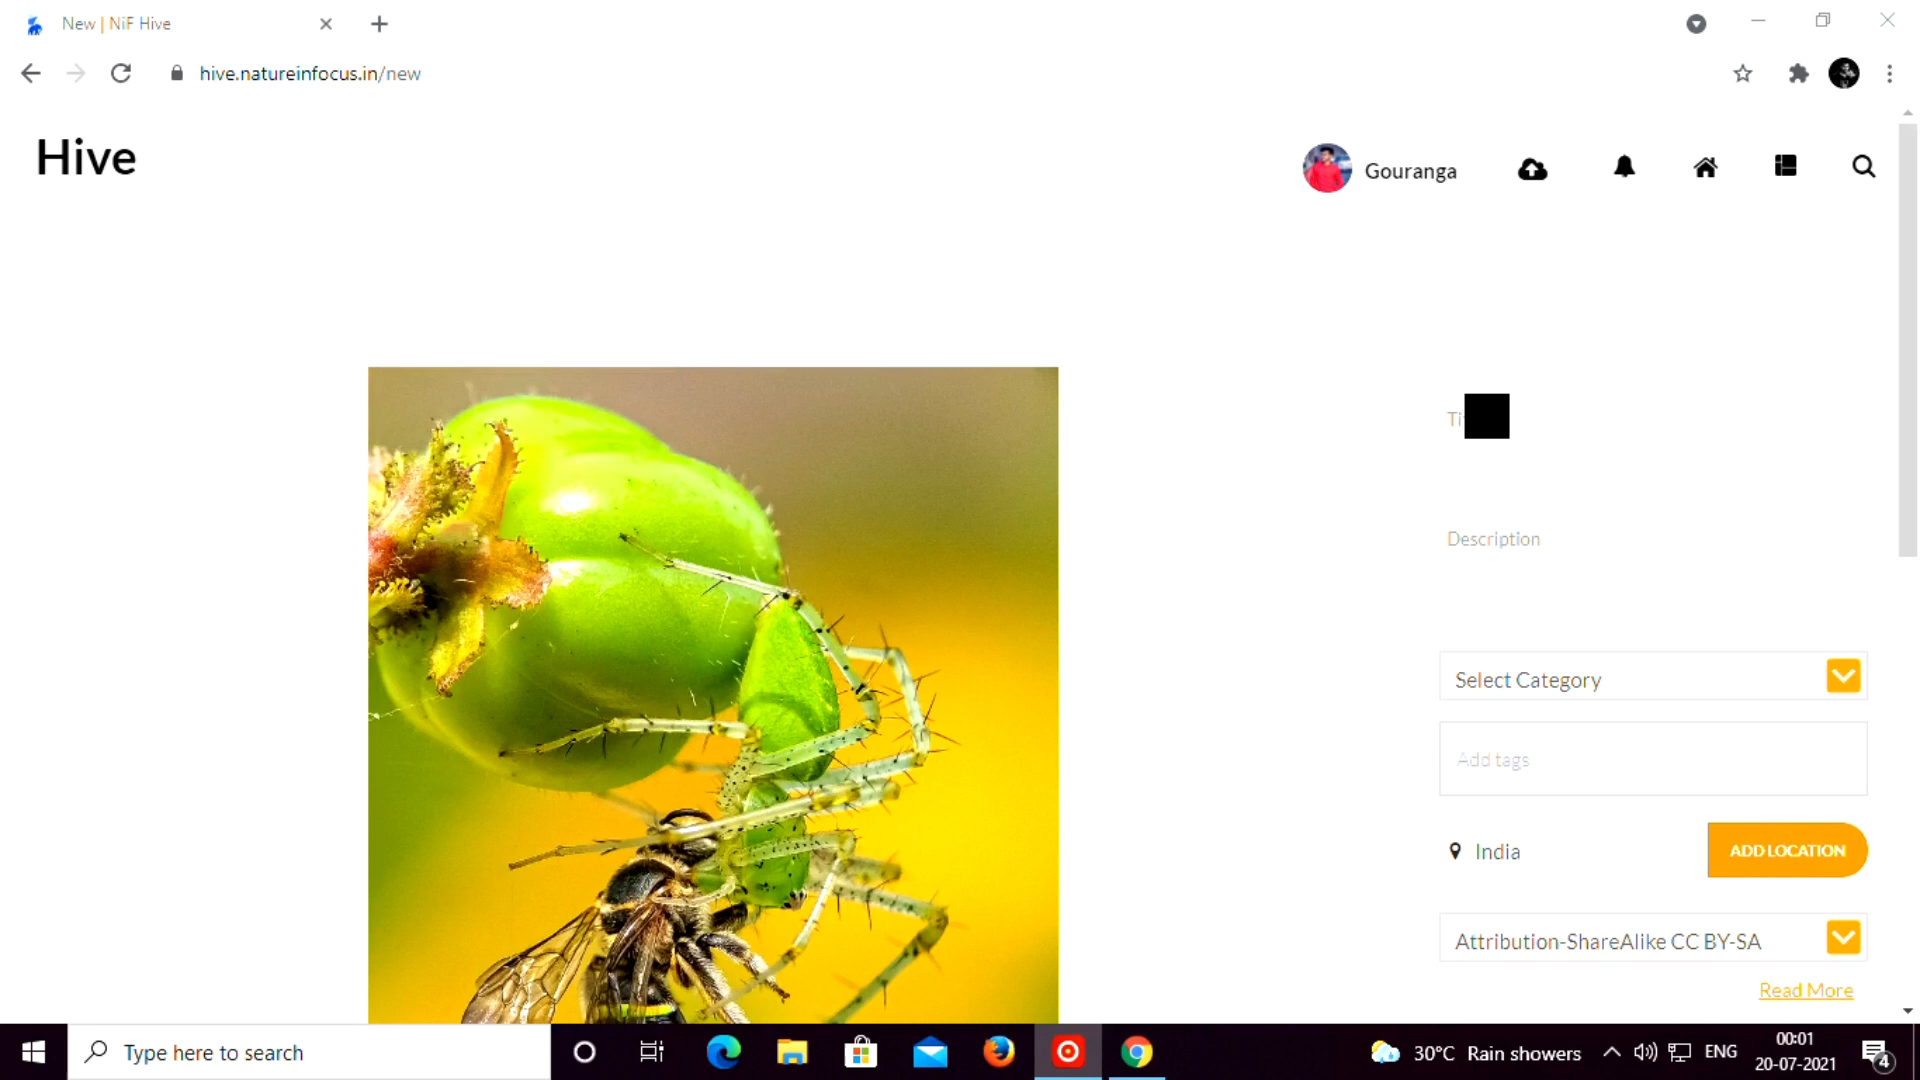 New | NiF Hive
hive.natureinfocus.in/new
Hive
Gouranga
Description
Select Category
Add tags
India
ADD LOCATION
Attribution-ShareAlike CC BY-SA
Read More
Type here to search
30°C Rain showers
ENG
00:01
20-07-2021
4